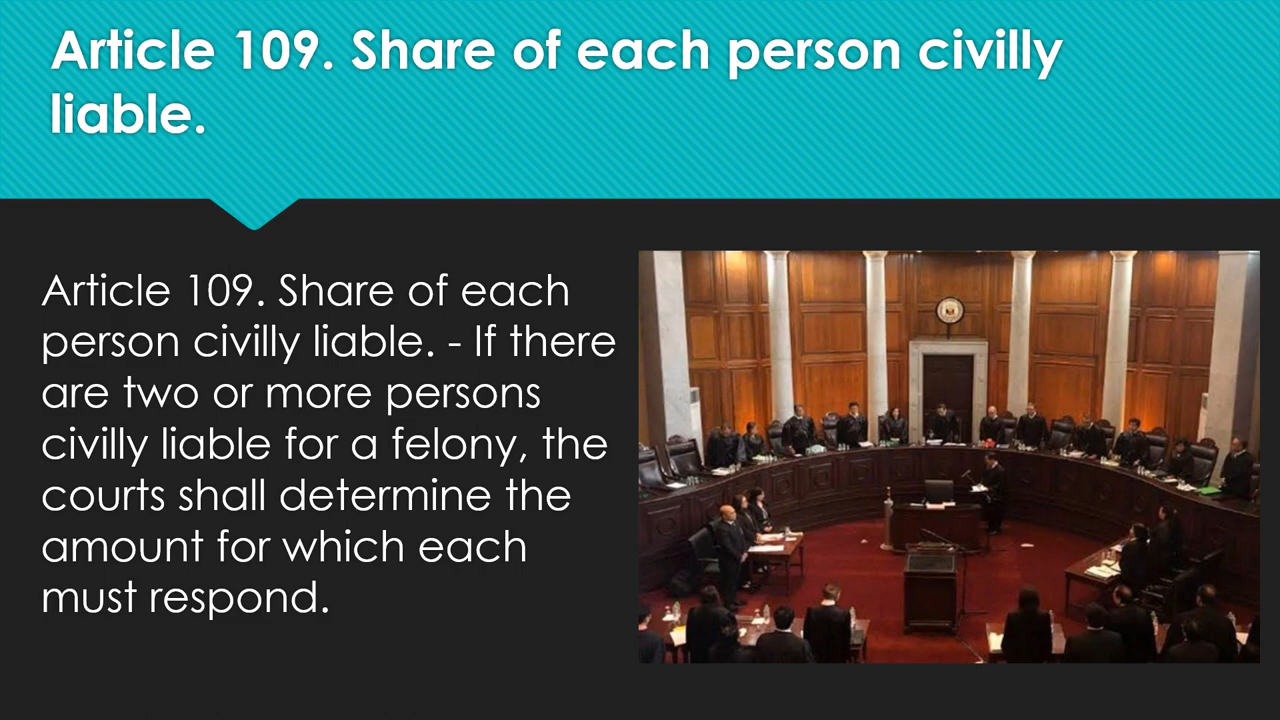 Article 109. Share of each person civilly
liable.
Article 109. Share of each
person civilly liable. - If there
are two or more persons
civilly liable for a felony, the
courts shall determine the
amount for which each
must respond.